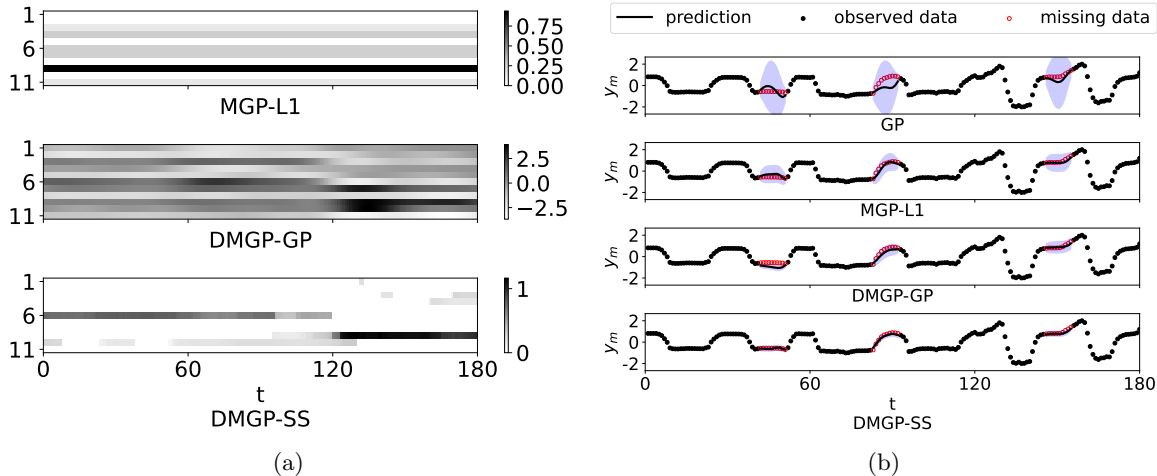 1
6
11
0.75
0.50
0.25
0.00
MGP-L1
1
6
11
2.5
0.0
−2.5
DMGP-GP
1
6
11
1
0
0
60
120
180
t
DMGP-SS
(a)
prediction
observed data
missing data
2
0
−2
y_m
GP
2
0
−2
y_m
MGP-L1
2
0
−2
y_m
DMGP-GP
2
0
−2
y_m
0
60
120
180
t
DMGP-SS
(b)